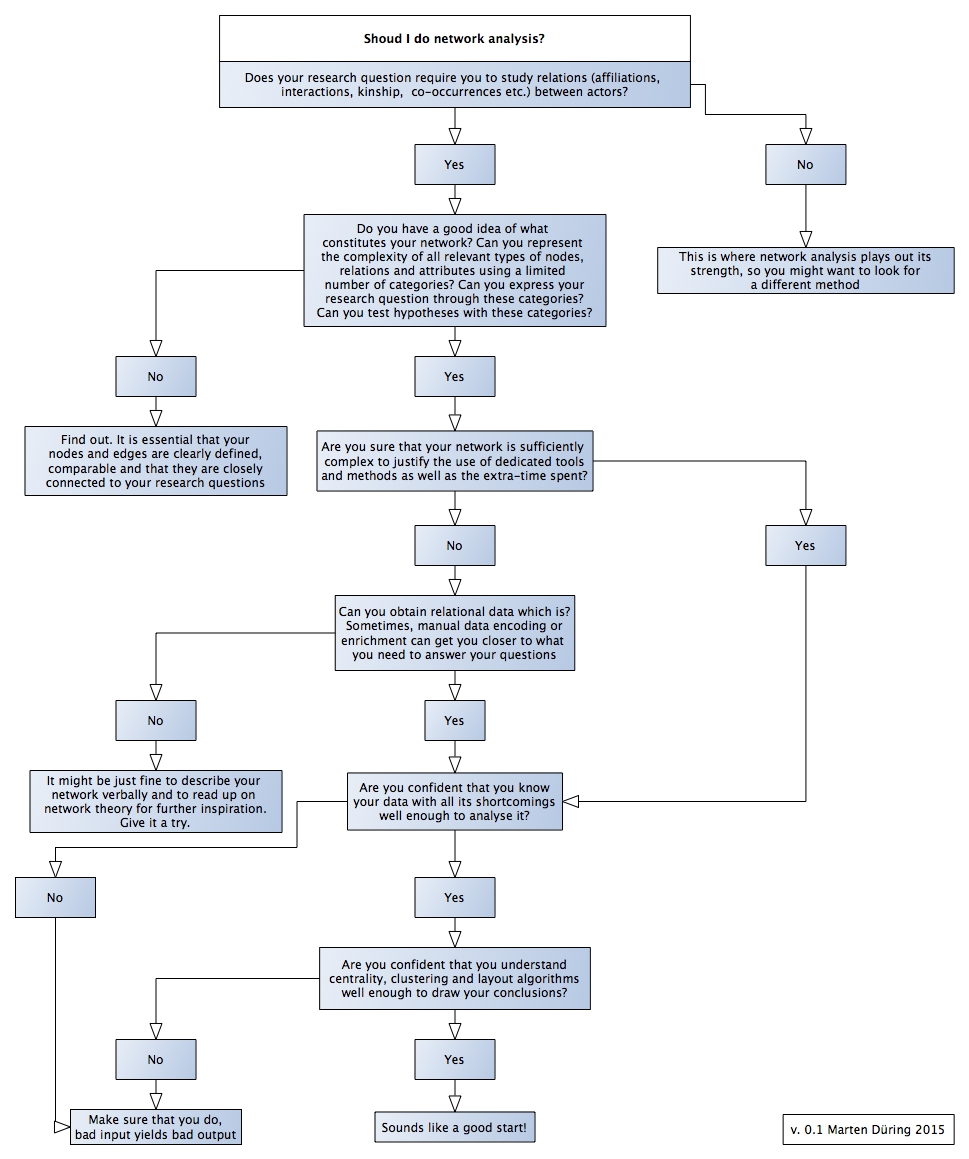 Shoud I do network analysis?
Does your research question require you to study relations (affiliations,
interactions, kinship, co-occurrences etc.) between actors?
Yes
No
Do you have a good idea of what
constitutes your network? Can you represent
the complexity of all relevant types of nodes,
relations and attributes using a limited
number of categories? Can you express your
research question through these categories?
Can you test hypotheses with these categories?
This is where network analysis plays out its
strength, so you might want to look for
a different method
No
Yes
Find out. It is essential that your
nodes and edges are clearly defined,
comparable and that they are closely
connected to your research questions
Are you sure that your network is sufficiently
complex to justify the use of dedicated tools
and methods as well as the extra-time spent?
No
Yes
Can you obtain relational data which is?
Sometimes, manual data encoding or
enrichment can get you closer to what
you need to answer your questions
No
Yes
It might be just fine to describe your
network verbally and to read up on
network theory for further inspiration.
Give it a try.
Are you confident that you know
your data with all its shortcomings
well enough to analyse it?
No
Yes
Are you confident that you understand
centrality, clustering and layout algorithms
well enough to draw your conclusions?
No
Yes
Make sure that you do,
bad input yields bad output
Sounds like a good start!
v. 0.1 Marten Düring 2015